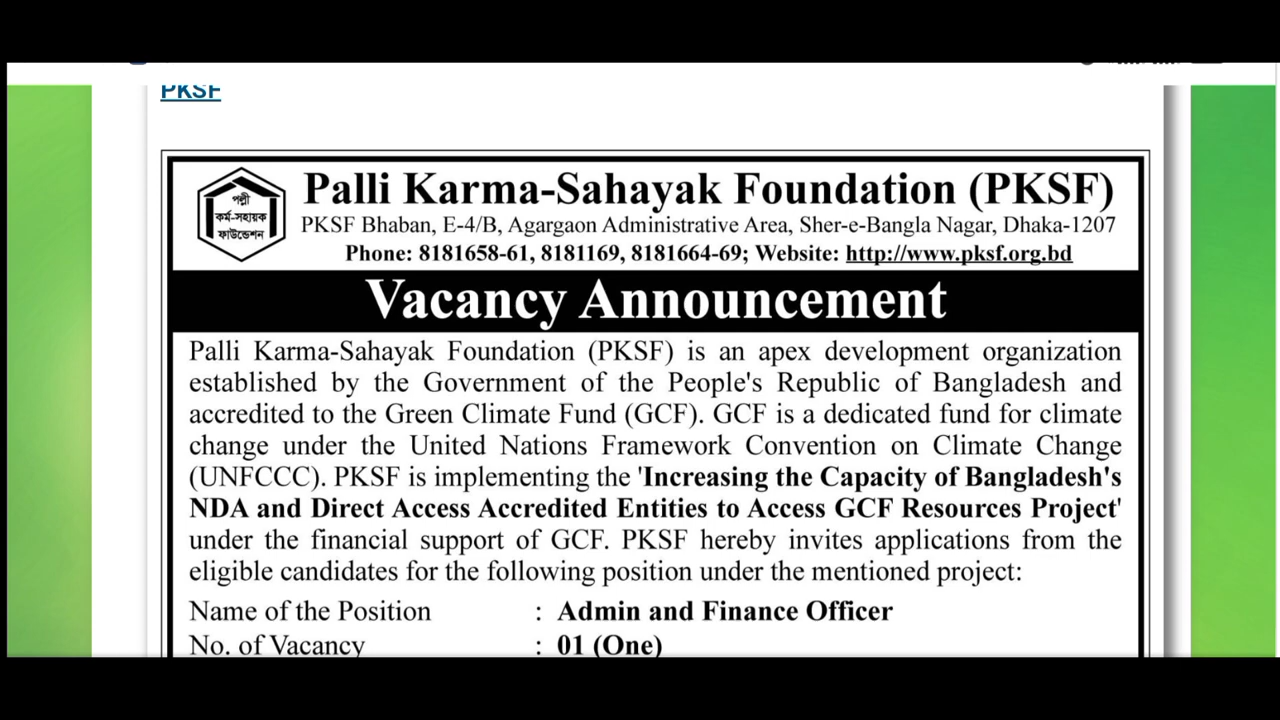 PKSF
পল্লী
কর্ম-সহায়ক
ফাউন্ডেশন
Palli Karma-Sahayak Foundation (PKSF)
PKSF Bhaban, E-4/B, Agargaon Administrative Area, Sher-e-Bangla Nagar, Dhaka-1207
Phone: 8181658-61, 8181169, 8181664-69; Website: http://www.pksf.org.bd
Vacancy Announcement
Palli Karma-Sahayak Foundation (PKSF) is an apex development organization
established by the Government of the People's Republic of Bangladesh and
accredited to the Green Climate Fund (GCF). GCF is a dedicated fund for climate
change under the United Nations Framework Convention on Climate Change
(UNFCCC). PKSF is implementing the 'Increasing the Capacity of Bangladesh's
NDA and Direct Access Accredited Entities to Access GCF Resources Project'
under the financial support of GCF. PKSF hereby invites applications from the
eligible candidates for the following position under the mentioned project:
Name of the Position : Admin and Finance Officer
No. of Vacancy : 01 (One)